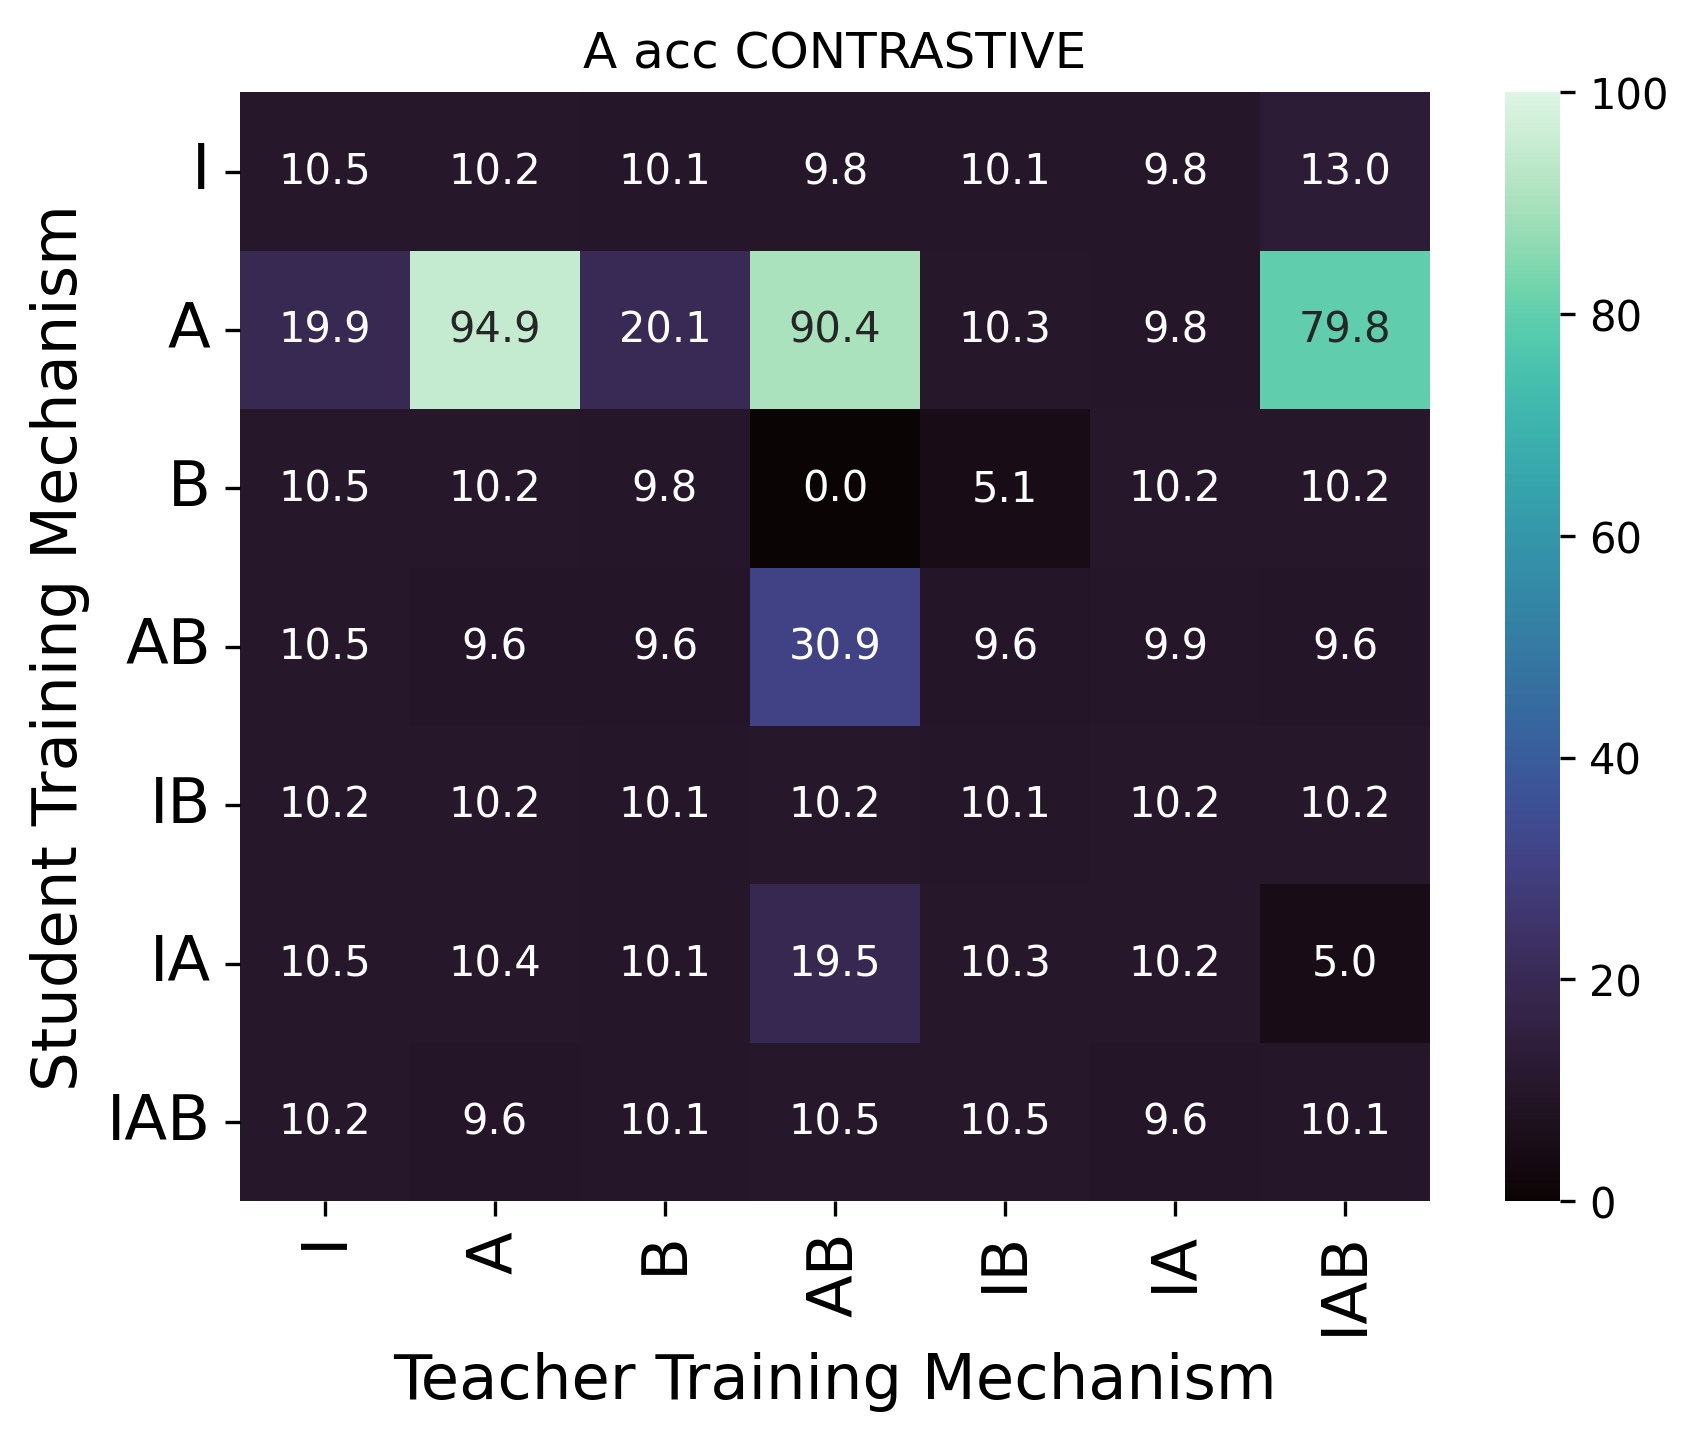 A acc CONTRASTIVE
Student Training Mechanism
I 10.5 10.2 10.1 9.8 10.1 9.8 13.0
A 19.9 94.9 20.1 90.4 10.3 9.8 79.8
B 10.5 10.2 9.8 0.0 5.1 10.2 10.2
AB 10.5 9.6 9.6 30.9 9.6 9.9 9.6
IB 10.2 10.2 10.1 10.2 10.1 10.2 10.2
IA 10.5 10.4 10.1 19.5 10.3 10.2 5.0
IAB 10.2 9.6 10.1 10.5 10.5 9.6 10.1
I A B AB IB IA IAB
Teacher Training Mechanism
100
80
60
40
20
0